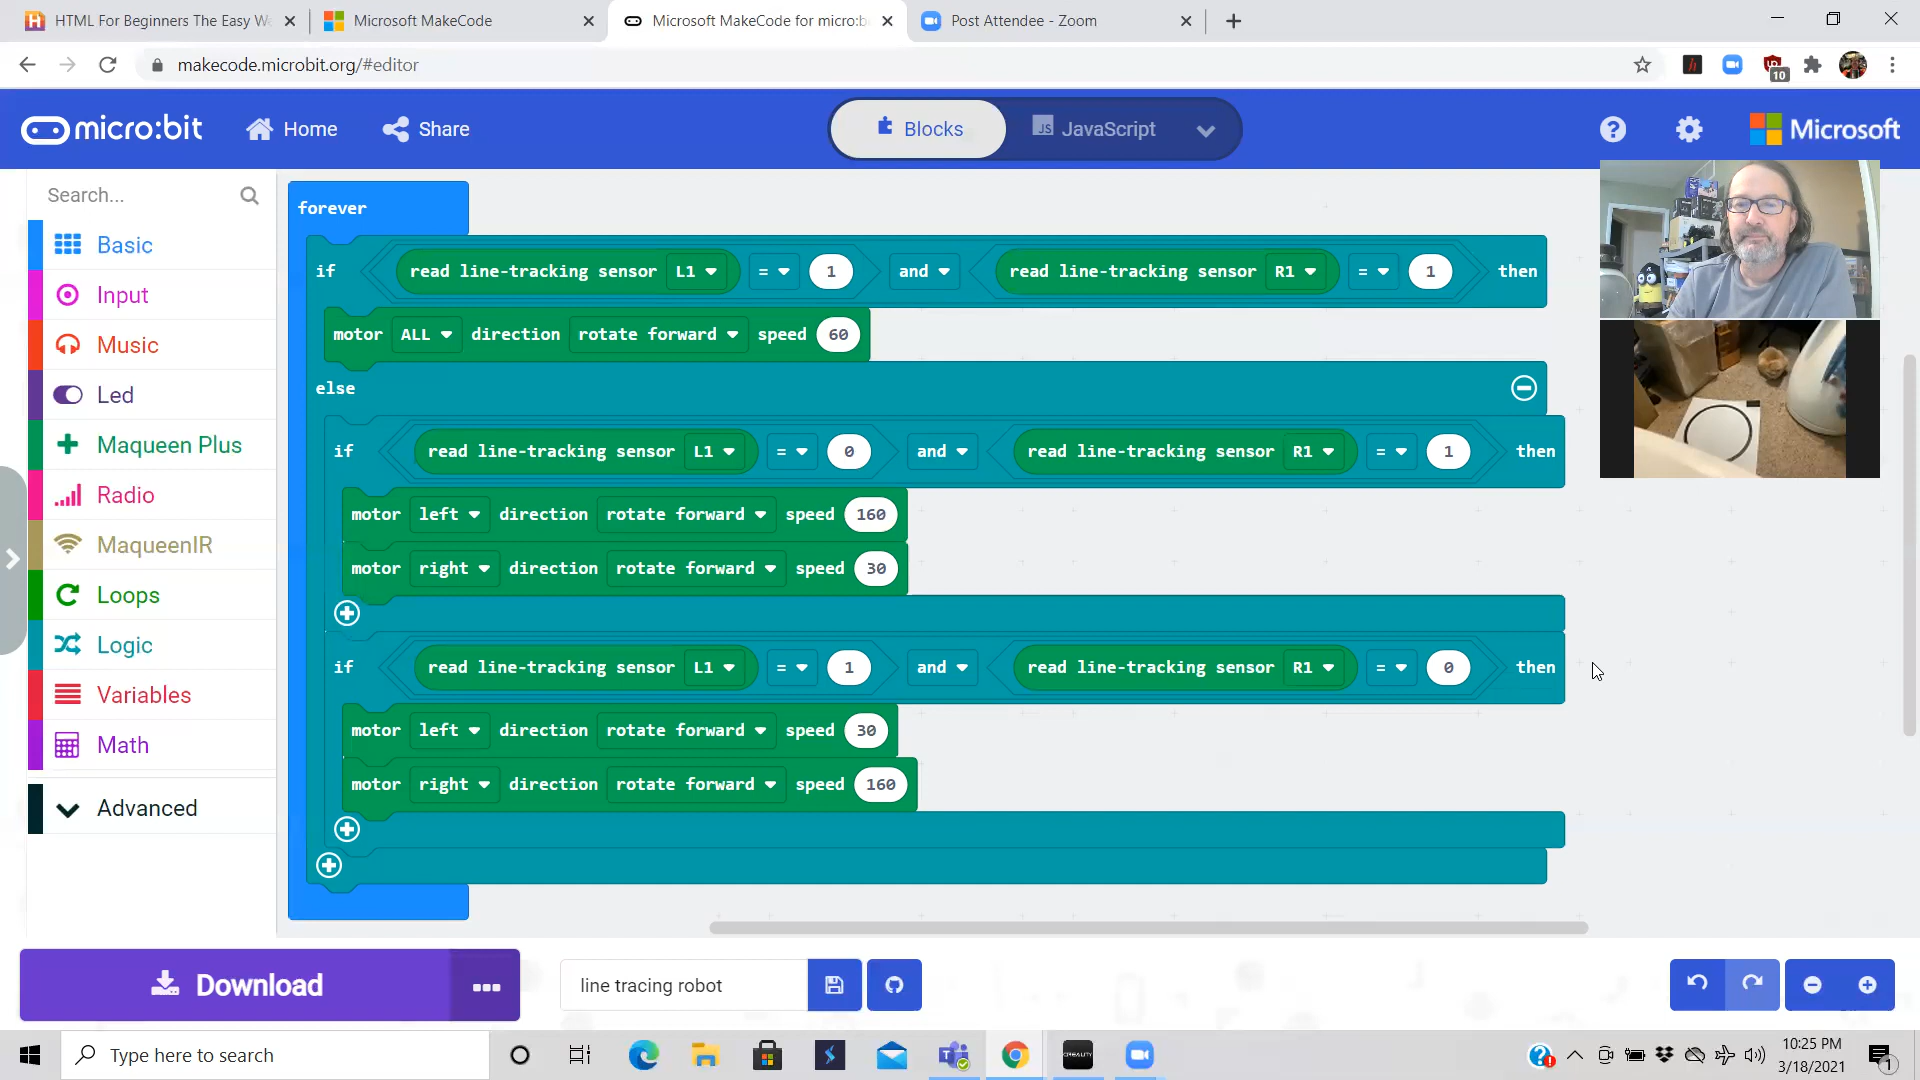 HTML For Beginners The Easy W
Microsoft MakeCode
Microsoft MakeCode for micro:b
Post Attendee - Zoom
makecode.microbit.org/#editor
10
micro:bit
Home
Share
Blocks
JS JavaScript
Microsoft
Search...
Basic
Input
Music
Led
Maqueen Plus
Radio
MaqueenIR
Loops
Logic
Variables
Math
Advanced
forever
if read line-tracking sensor L1 = 1 and read line-tracking sensor R1 = 1 then
motor ALL direction rotate forward speed 60
else
if read line-tracking sensor L1 = 0 and read line-tracking sensor R1 = 1 then
motor left direction rotate forward speed 160
motor right direction rotate forward speed 30
if read line-tracking sensor L1 = 1 and read line-tracking sensor R1 = 0 then
motor left direction rotate forward speed 30
motor right direction rotate forward speed 160
Download
line tracing robot
Type here to search
CREALITY
10:25 PM
3/18/2021
1